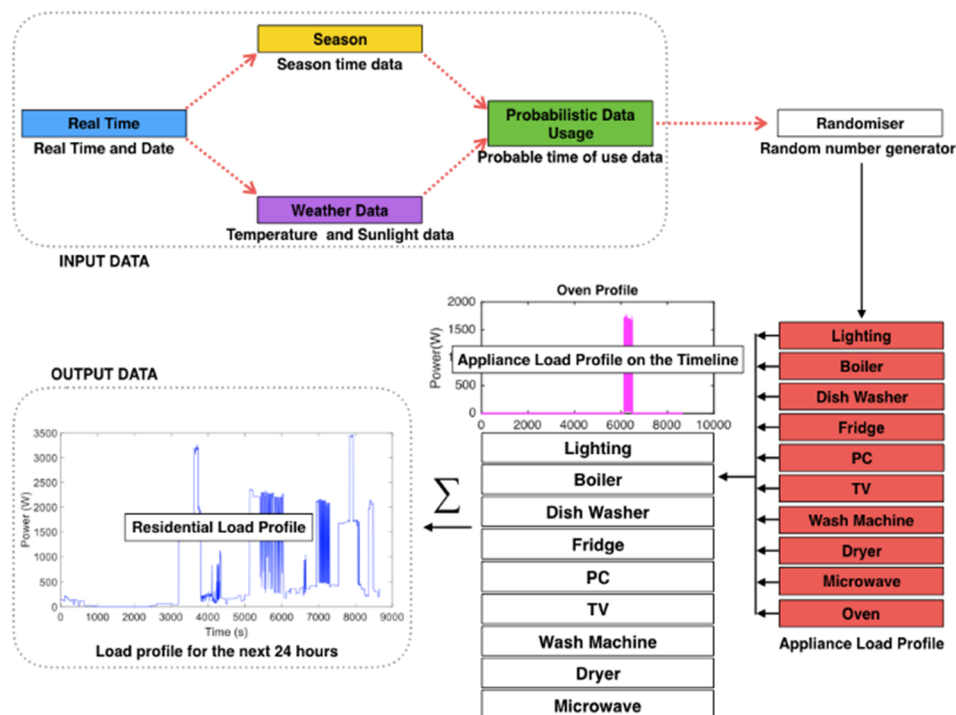 Season
Season time data
Real Time
Real Time and Date
Probabilistic Data
Usage
Probable time of use data
Randomiser
Random number generator
Weather Data
Temperature and Sunlight data
INPUT DATA
Oven Profile
2000
1500
500
0
Power(W)
Appliance Load Profile on the Timeline
0 2000 4000 6000 8000 10000
Lighting
Boiler
Dish Washer
Fridge
PC
TV
Wash Machine
Dryer
Microwave
Lighting
Boiler
Dish Washer
Fridge
PC
TV
Wash Machine
Dryer
Microwave
Oven
Appliance Load Profile
∑
OUTPUT DATA
3500
3000
2500
2000
1500
1000
500
0
Power (W)
Residential Load Profile
0 1000 2000 3000 4000 5000 6000 7000 8000 9000
Time (s)
Load profile for the next 24 hours